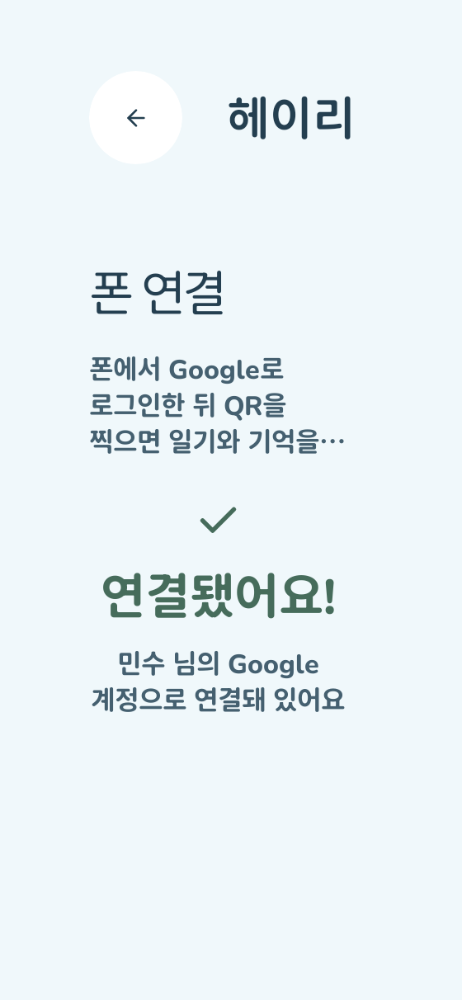 헤이리
폰 연결
폰에서 Google로
로그인한 뒤 QR을
찍으면 일기와 기억을…
연결됐어요!
민수 님의 Google
계정으로 연결돼 있어요